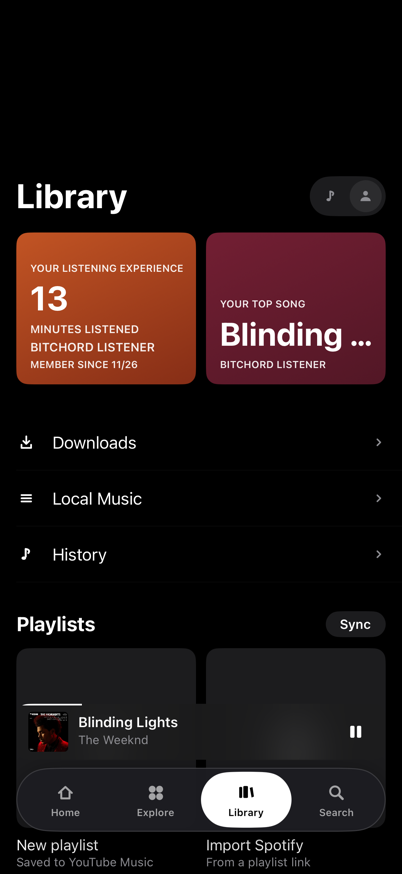 Library
YOUR LISTENING EXPERIENCE
13
MINUTES LISTENED
BITCHORD LISTENER
MEMBER SINCE 11/26
YOUR TOP SONG
Blinding ...
BITCHORD LISTENER
Downloads
Local Music
History
Playlists
Sync
Blinding Lights
The Weeknd
Home
Explore
Library
Search
New playlist
Saved to YouTube Music
Import Spotify
From a playlist link